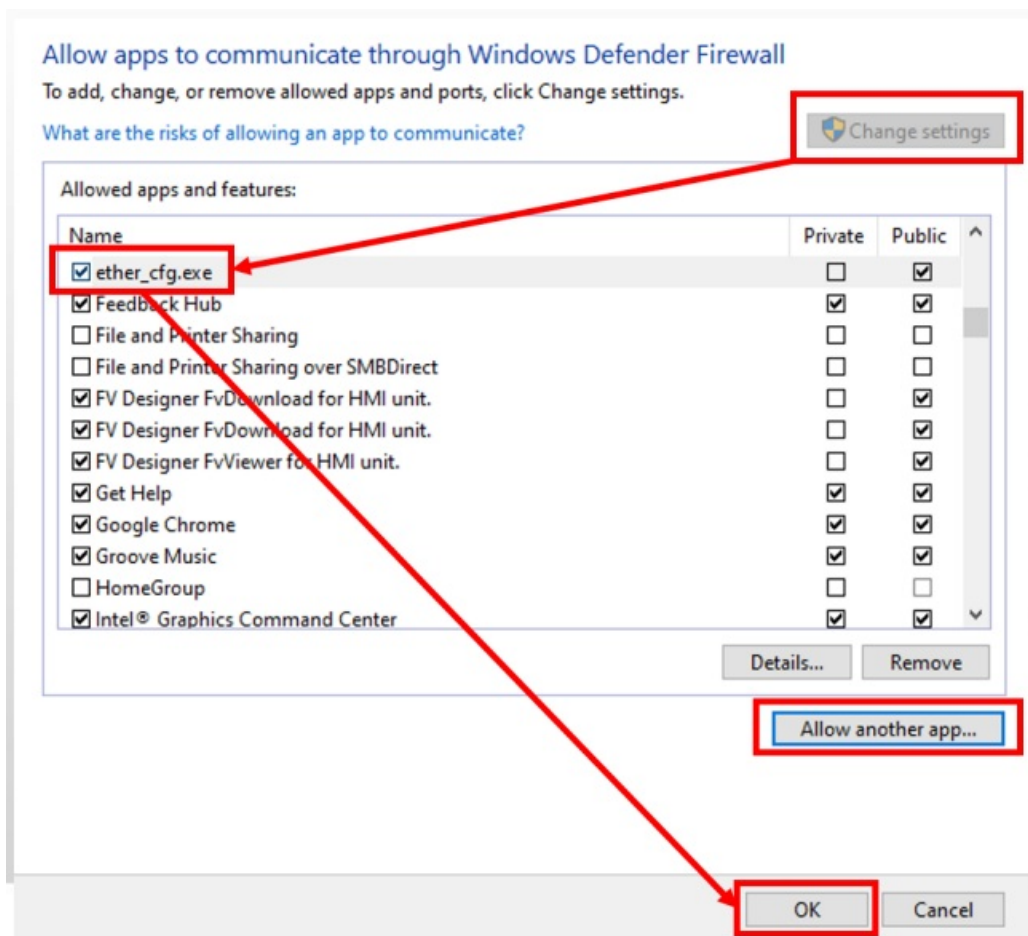 Allow apps to communicate through Windows Defender Firewall
To add, change, or remove allowed apps and ports, click Change settings.
What are the risks of allowing an app to communicate?
Change settings
Allowed apps and features:
Name Private Public
ether_cfg.exe
Feedback Hub
File and Printer Sharing
File and Printer Sharing over SMBDirect
FV Designer FvDownload for HMI unit.
FV Designer FvDownload for HMI unit.
FV Designer FvViewer for HMI unit.
Get Help
Google Chrome
Groove Music
HomeGroup
Intel® Graphics Command Center
Details... Remove
Allow another app...
OK Cancel